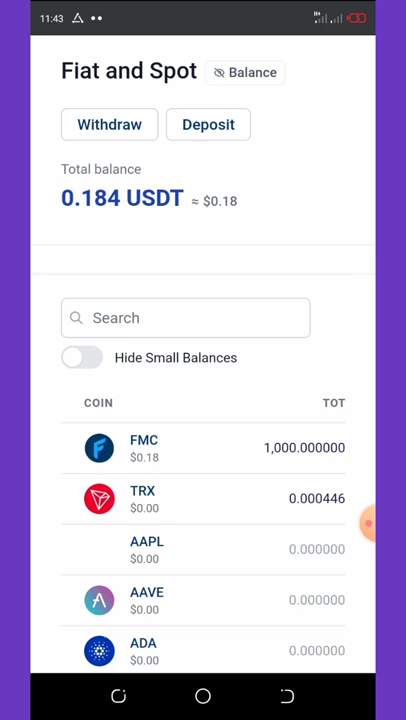 11:43
Fiat and Spot
Balance
Withdraw
Deposit
Total balance
0.184 USDT ≈ $0.18
Search
Hide Small Balances
COIN TOT
FMC 1,000.000000
$0.18
TRX 0.000446
$0.00
AAPL 0.000000
$0.00
AAVE 0.000000
$0.00
ADA 0.000000
$0.00